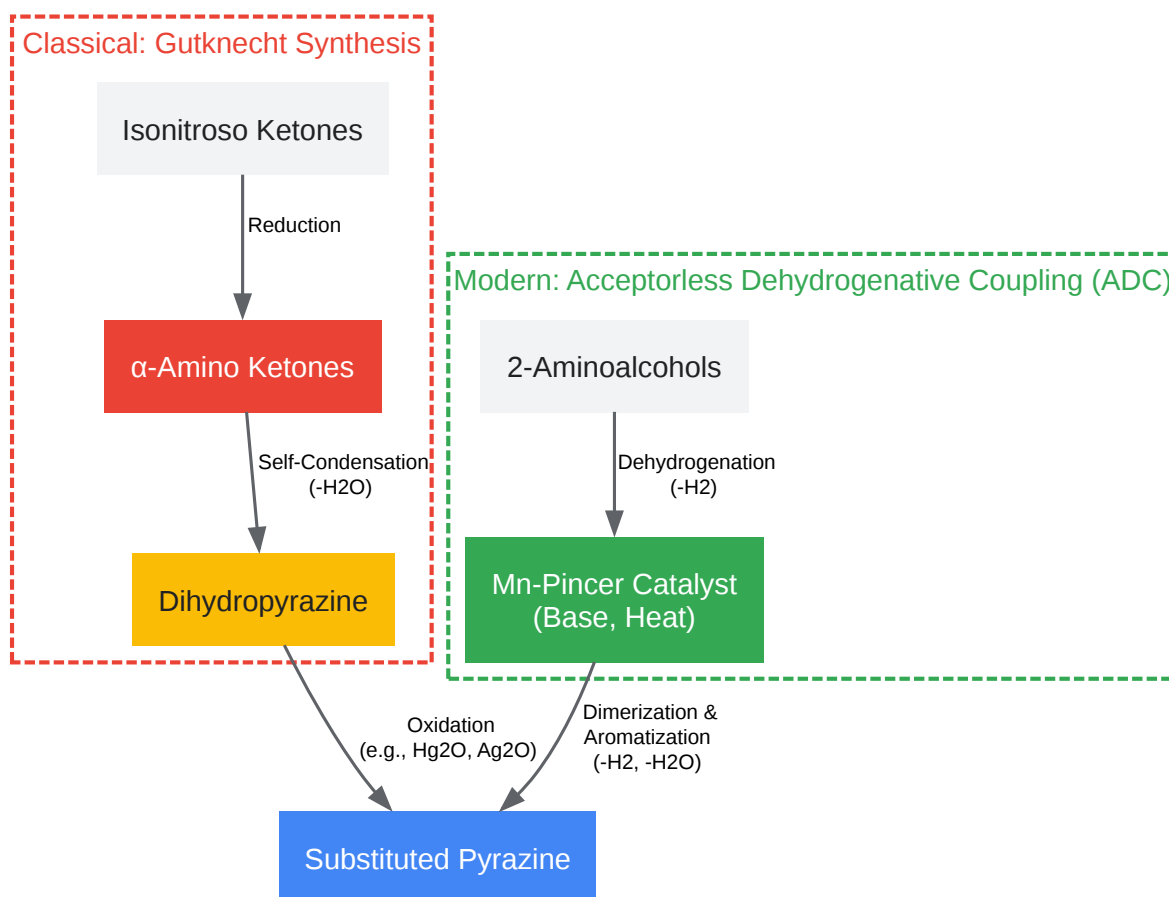 Classical: Gutknecht Synthesis
Isonitroso Ketones
Reduction
Modern: Acceptorless Dehydrogenative Coupling (ADC)
α-Amino Ketones
2-Aminoalcohols
Self-Condensation
(-H2O)
Dehydrogenation
(-H2)
Dihydropyrazine
Mn-Pincer Catalyst
(Base, Heat)
Oxidation
(e.g., Hg2O, Ag2O)
Dimerization &
Aromatization
(-H2, -H2O)
Substituted Pyrazine